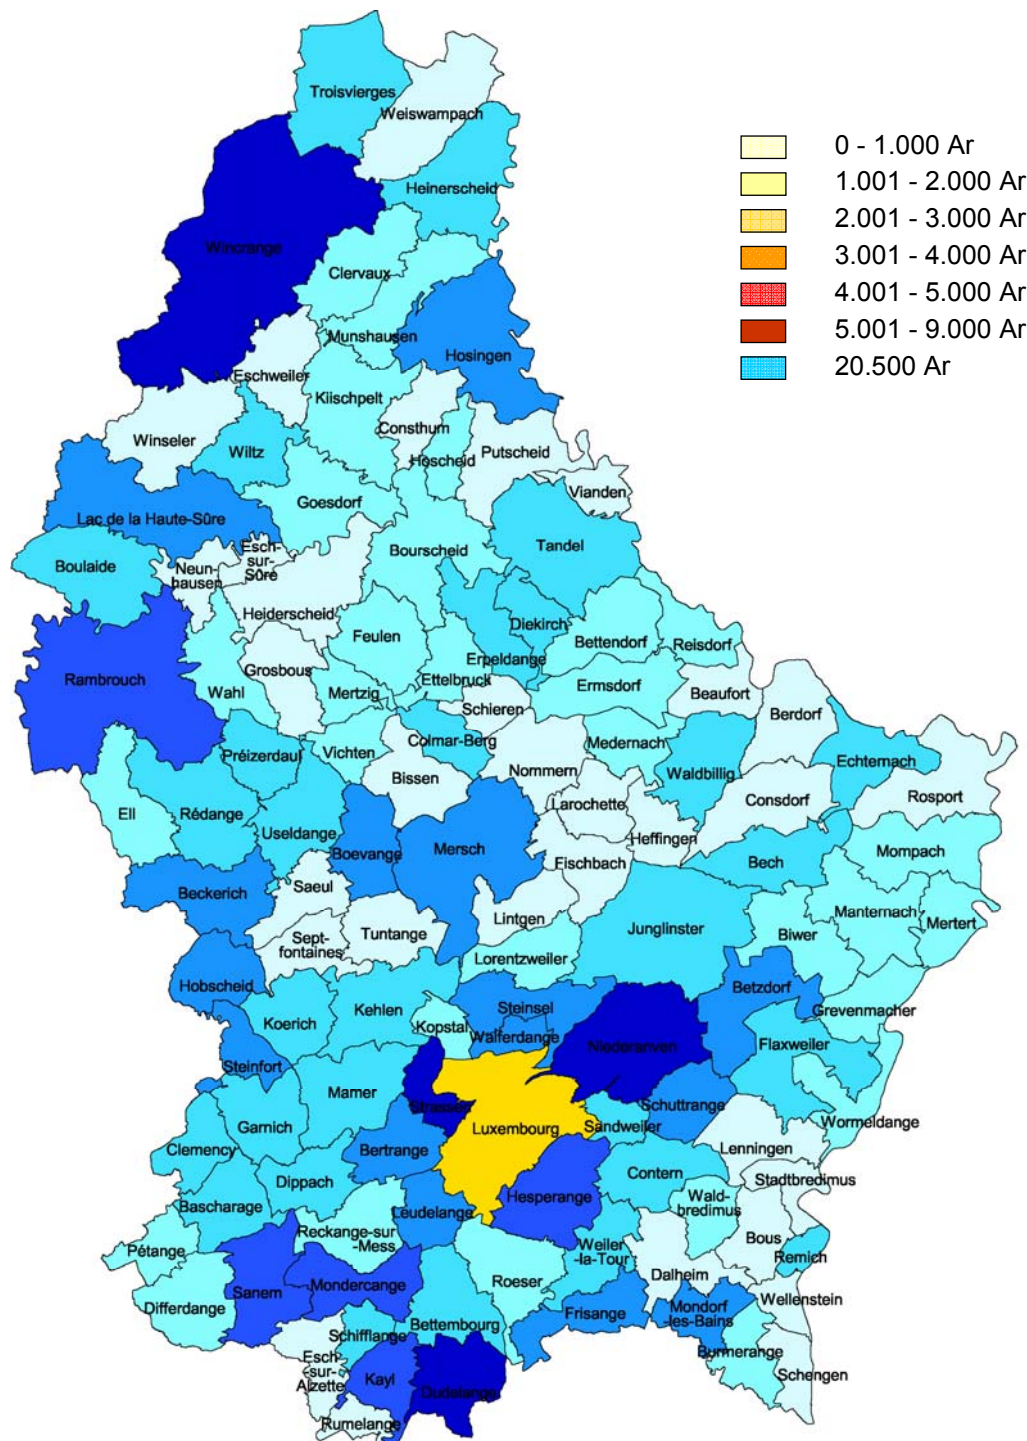 Troisvierges
Weiswampach
0 - 1.000 Ar
1.001 - 2.000 Ar
2.001 - 3.000 Ar
3.001 - 4.000 Ar
4.001 - 5.000 Ar
5.001 - 9.000 Ar
20.500 Ar
Heinerscheid
Wincrange
Clervaux
Munshausen
Hosingen
Eschweiler
Kiischpelt
Consthum
Hoscheid
Putscheid
Winseler
Wiltz
Vianden
Goesdorf
Lac de la Haute-Sûre
Bourscheid
Tandel
Esch-
sur-
Sûre
Boulaide
Neun-
hausen
Heiderscheid
Feulen
Diekirch
Bettendorf
Reisdorf
Erpeldange
Grosbous
Rambrouch
Wahl
Mertzig
Ettelbruck
Ermsdorf
Beaufort
Schieren
Berdorf
Préizerdaul
Vichten
Colmar-Berg
Medernach
Bissen
Nommern
Waldbillig
Echternach
Ell
Rédange
Larochette
Consdorf
Rosport
Useldange
Heffingen
Boevange
Mersch
Fischbach
Bech
Mompach
Beckerich
Saeul
Lintgen
Tuntange
Junglinster
Manternach
Mertert
Biwer
Sept-
fontaines
Lorentzweiler
Hobscheid
Betzdorf
Kehlen
Steinsel
Koerich
Kopstal
Grevenmacher
Walferdange
Niederanven
Flaxweiler
Steinfort
Mamer
Strassen
Schuttrange
Garnich
Luxembourg
Sandweiler
Wormeldange
Clemency
Bertrange
Lenningen
Contern
Stadtbredimus
Dippach
Hesperange
Bascharage
Leudelange
Wald-
bredimus
Reckange-sur
-Mess
Bous
Pétange
Weiler
-la-Tour
Remich
Roeser
Dalheim
Sanem
Mondercange
Wellenstein
Differdange
Frisange
Mondorf
-les-Bains
Schifflange
Bettembourg
Burmerange
Esch
-sur-
Alzette
Schengen
Kayl
Dudelange
Rumelange